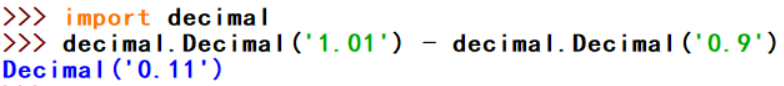 >>> import decimal
>>> decimal.Decimal('1.01') - decimal.Decimal('0.9')
Decimal('0.11')